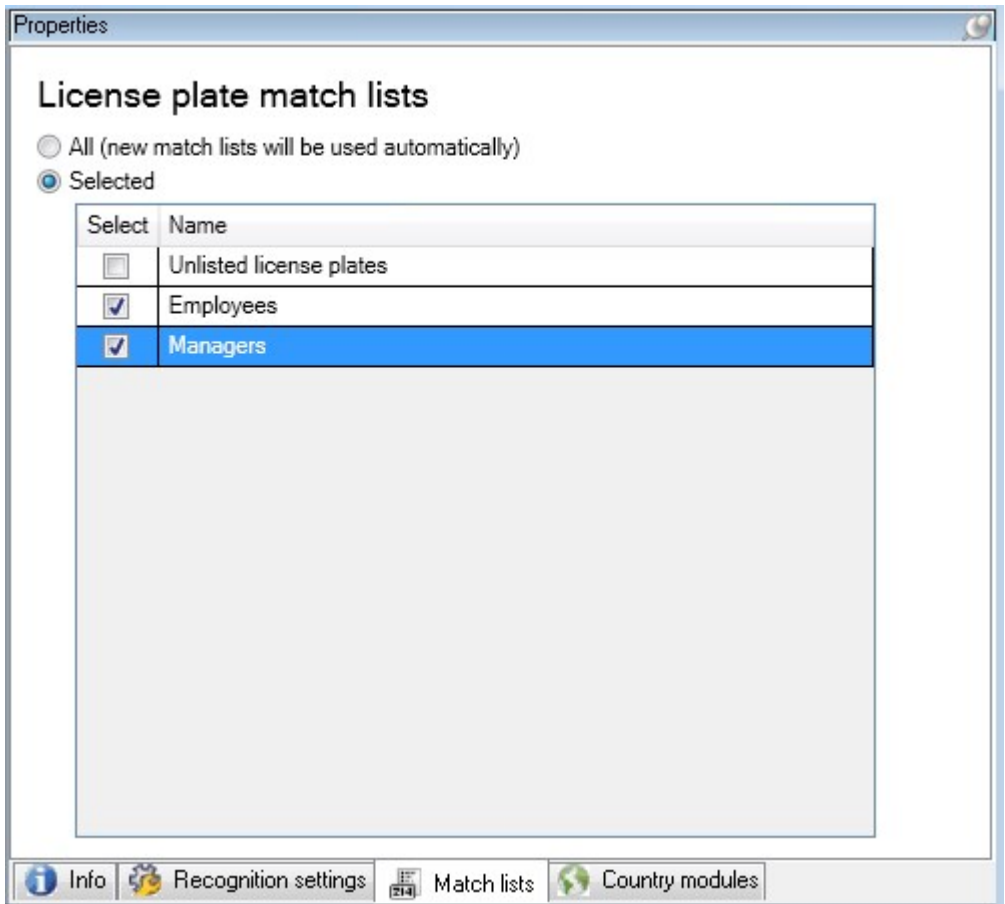 Properties
License plate match lists
All (new match lists will be used automatically)
Selected
Select Name
Unlisted license plates
Employees
Managers
Info Recognition settings 214 Match lists Country modules